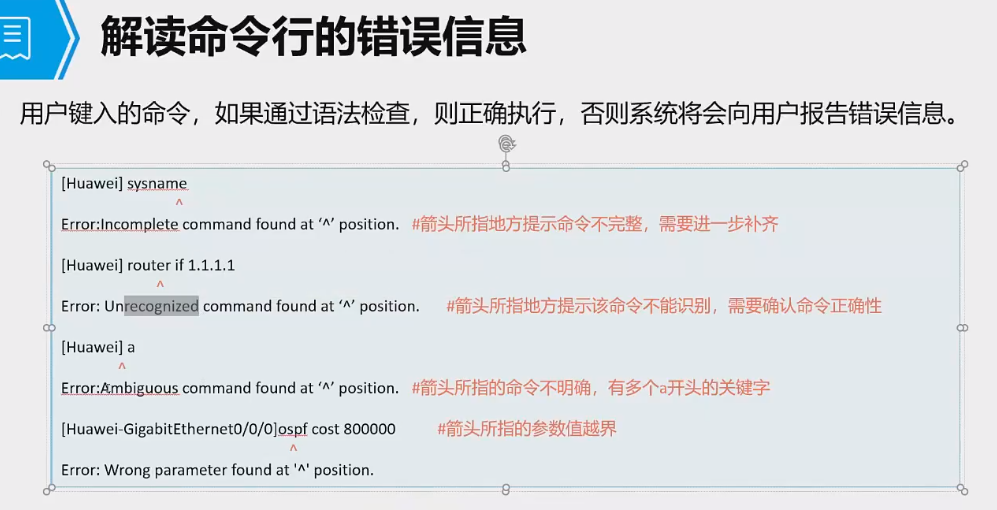 解读命令行的错误信息
用户键入的命令，如果通过语法检查，则正确执行，否则系统将会向用户报告错误信息。
[Huawei] sysname
^
Error:Incomplete command found at ‘^’ position. #箭头所指地方提示命令不完整，需要进一步补齐
[Huawei] router if 1.1.1.1
^
Error: Unrecognized command found at ‘^’ position. #箭头所指地方提示该命令不能识别，需要确认命令正确性
[Huawei] a
^
Error:Ambiguous command found at ‘^’ position. #箭头所指的命令不明确，有多个a开头的关键字
[Huawei-GigabitEthernet0/0/0]ospf cost 800000 #箭头所指的参数值越界
^
Error: Wrong parameter found at '^' position.